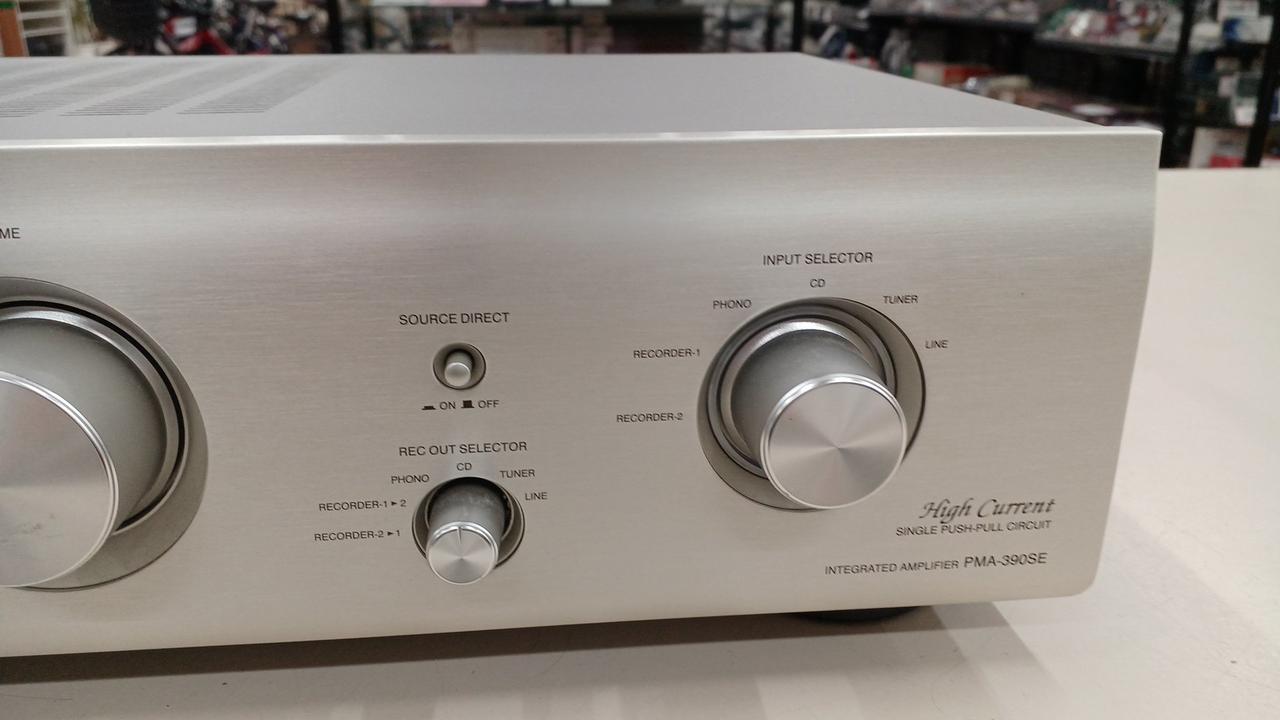 ME
SOURCE DIRECT
ON OFF
REC OUT SELECTOR
CD
PHONO TUNER
LINE
RECORDER-1►2
RECORDER-2►1
INPUT SELECTOR
CD
PHONO TUNER
RECORDER-1 LINE
RECORDER-2
High Current
SINGLE PUSH-PULL CIRCUIT
INTEGRATED AMPLIFIER PMA-390SE